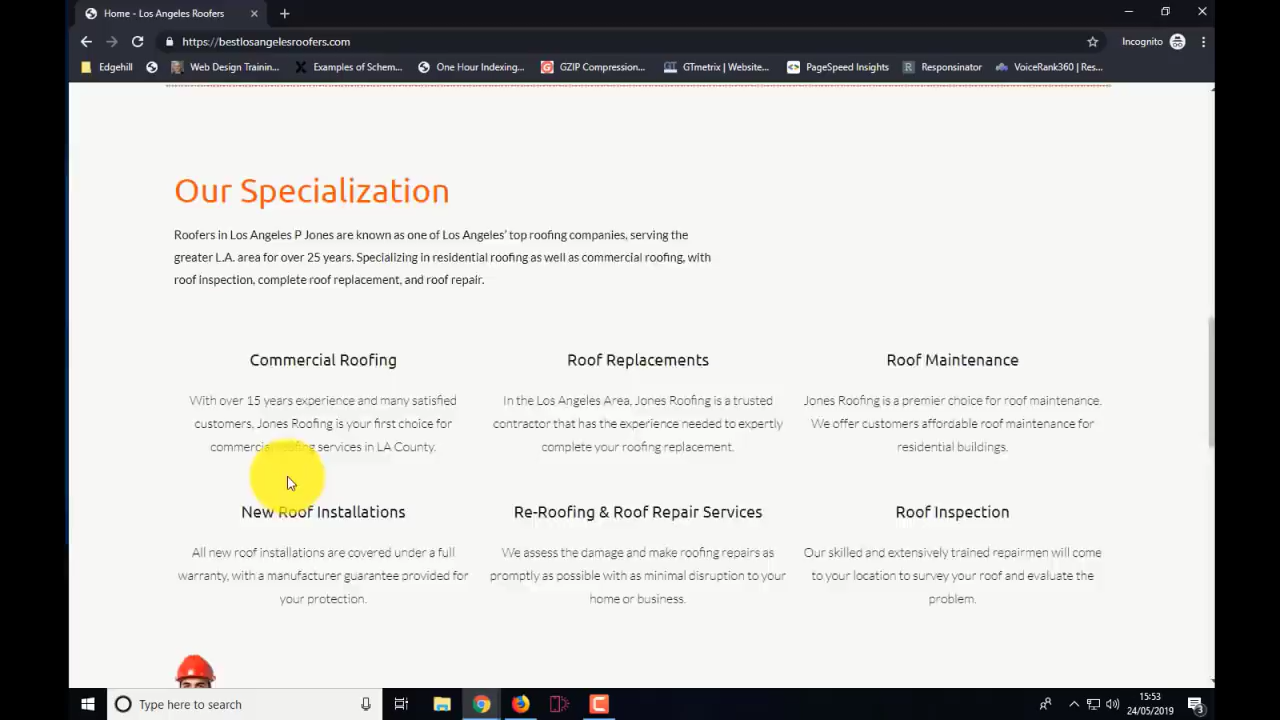 Home - Los Angeles Roofers
https://bestlosangelesroofers.com
Incognito
Edgehill
Web Design Trainin...
Examples of Schem...
One Hour Indexing...
GZIP Compression...
GTmetrix | Website...
PageSpeed Insights
Responsinator
VoiceRank360 | Res...
Our Specialization
Roofers in Los Angeles P Jones are known as one of Los Angeles' top roofing companies, serving the
greater L.A. area for over 25 years. Specializing in residential roofing as well as commercial roofing, with
roof inspection, complete roof replacement, and roof repair.
Commercial Roofing
With over 15 years experience and many satisfied
customers, Jones Roofing is your first choice for
commercial roofing services in LA County.
Roof Replacements
In the Los Angeles Area, Jones Roofing is a trusted
contractor that has the experience needed to expertly
complete your roofing replacement.
Roof Maintenance
Jones Roofing is a premier choice for roof maintenance.
We offer customers affordable roof maintenance for
residential buildings.
New Roof Installations
All new roof installations are covered under a full
warranty, with a manufacturer guarantee provided for
your protection.
Re-Roofing & Roof Repair Services
We assess the damage and make roofing repairs as
promptly as possible with as minimal disruption to your
home or business.
Roof Inspection
Our skilled and extensively trained repairmen will come
to your location to survey your roof and evaluate the
problem.
Type here to search
15:53
24/05/2019
3